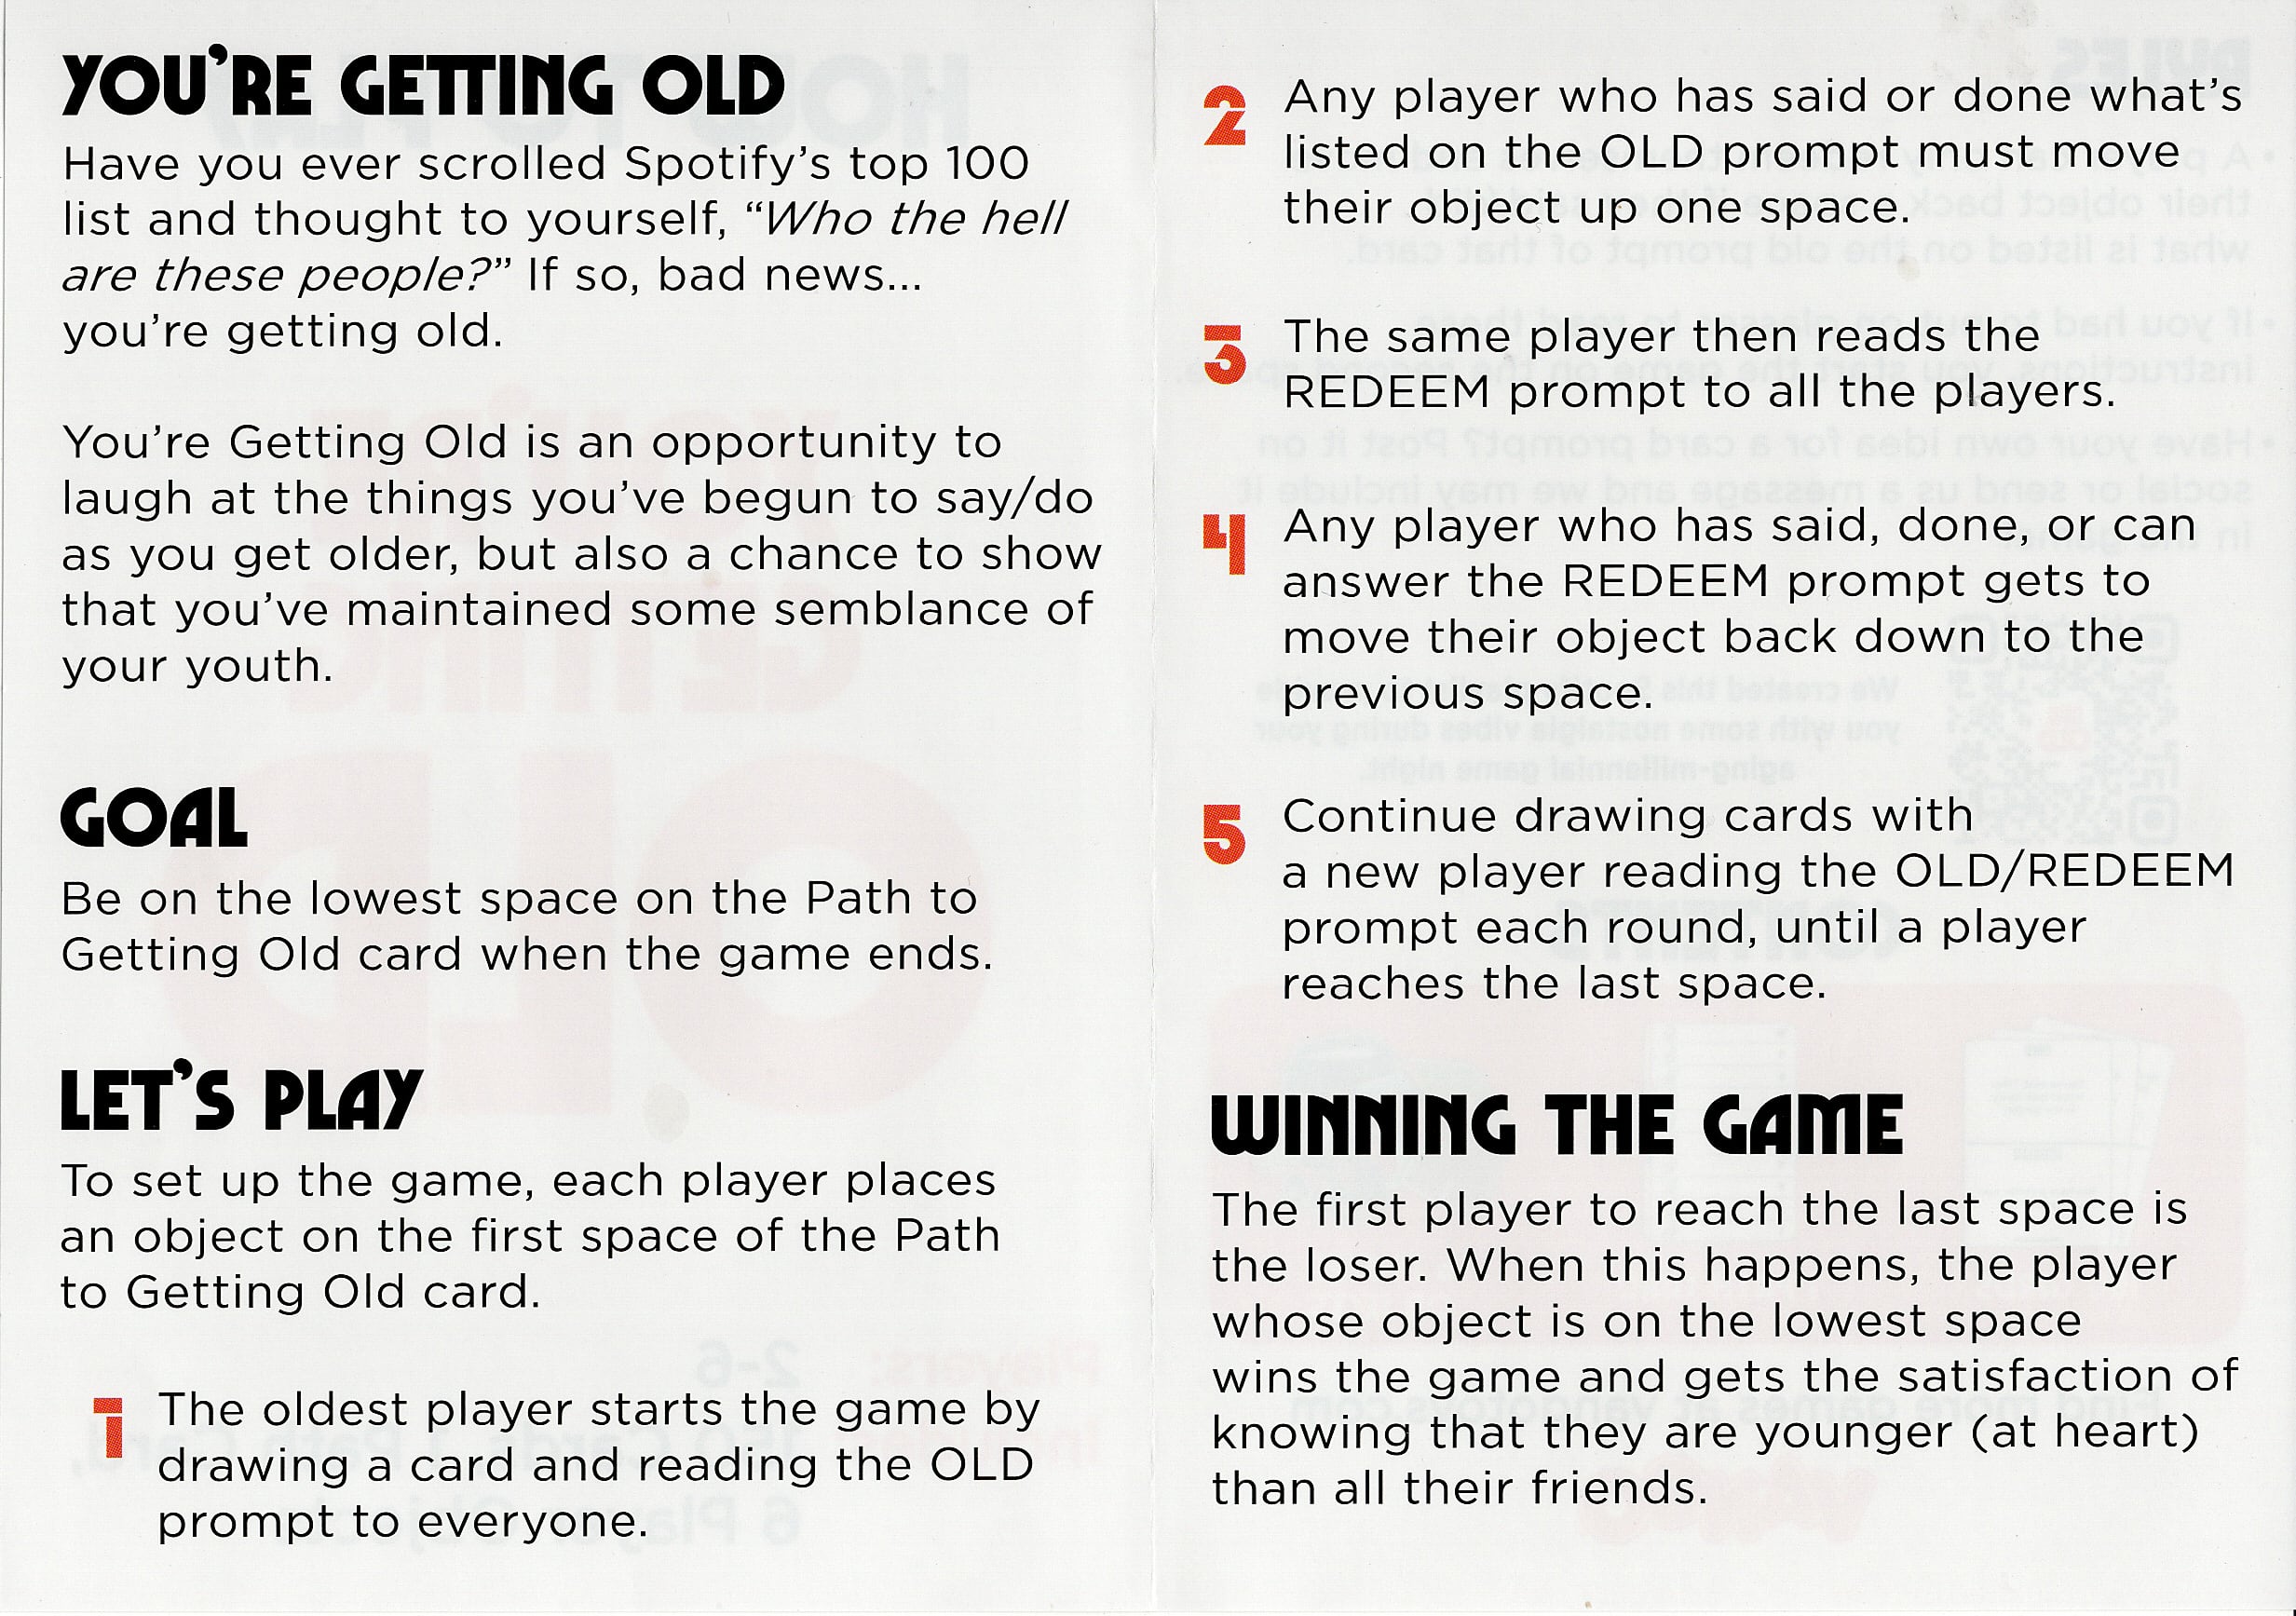 YOU'RE GETTING OLD
Have you ever scrolled Spotify's top 100
list and thought to yourself, “Who the hell
are these people?” If so, bad news...
you're getting old.
You're Getting Old is an opportunity to
laugh at the things you've begun to say/do
as you get older, but also a chance to show
that you've maintained some semblance of
your youth.
GOAL
Be on the lowest space on the Path to
Getting Old card when the game ends.
LET'S PLAY
To set up the game, each player places
an object on the first space of the Path
to Getting Old card.
1 The oldest player starts the game by
drawing a card and reading the OLD
prompt to everyone.
2 Any player who has said or done what's
listed on the OLD prompt must move
their object up one space.
3 The same player then reads the
REDEEM prompt to all the players.
4 Any player who has said, done, or can
answer the REDEEM prompt gets to
move their object back down to the
previous space.
5 Continue drawing cards with
a new player reading the OLD/REDEEM
prompt each round, until a player
reaches the last space.
WINNING THE GAME
The first player to reach the last space is
the loser. When this happens, the player
whose object is on the lowest space
wins the game and gets the satisfaction of
knowing that they are younger (at heart)
than all their friends.